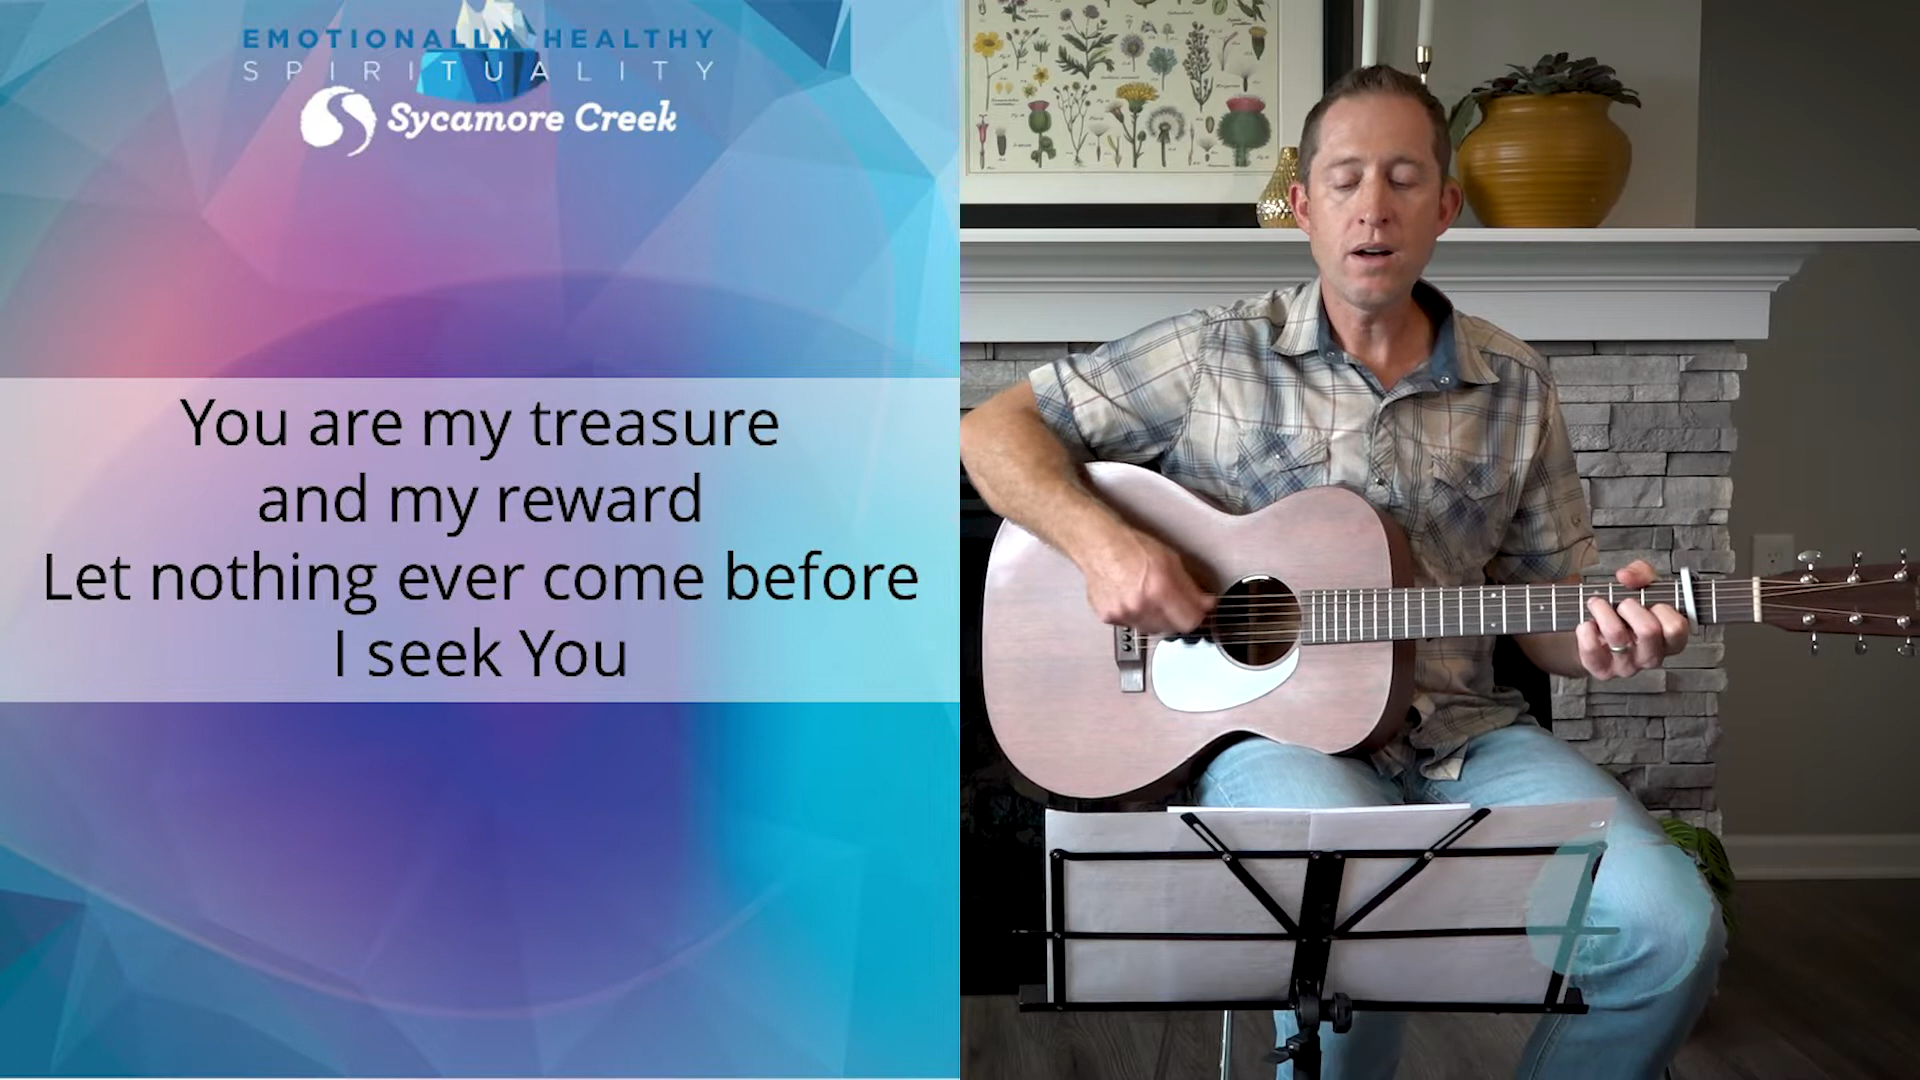 EMOTIONALLY HEALTHY
SPIRITUALITY
Sycamore Creek
You are my treasure
and my reward
Let nothing ever come before
I seek You